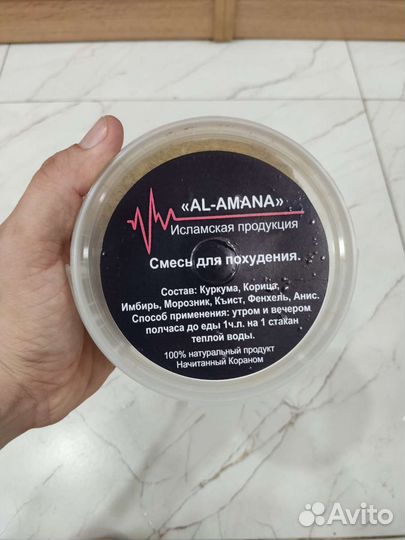 «AL-AMANA»
Исламская продукция
Смесь для похудения.
Состав: Куркума, Корица,
Имбирь, Морозник, Къист, Фенхель, Анис.
Способ применения: утром и вечером
полчаса до еды 1ч.л. на 1 стакан
теплой воды.
100% натуральный продукт
Начитанный Кораном
Avito